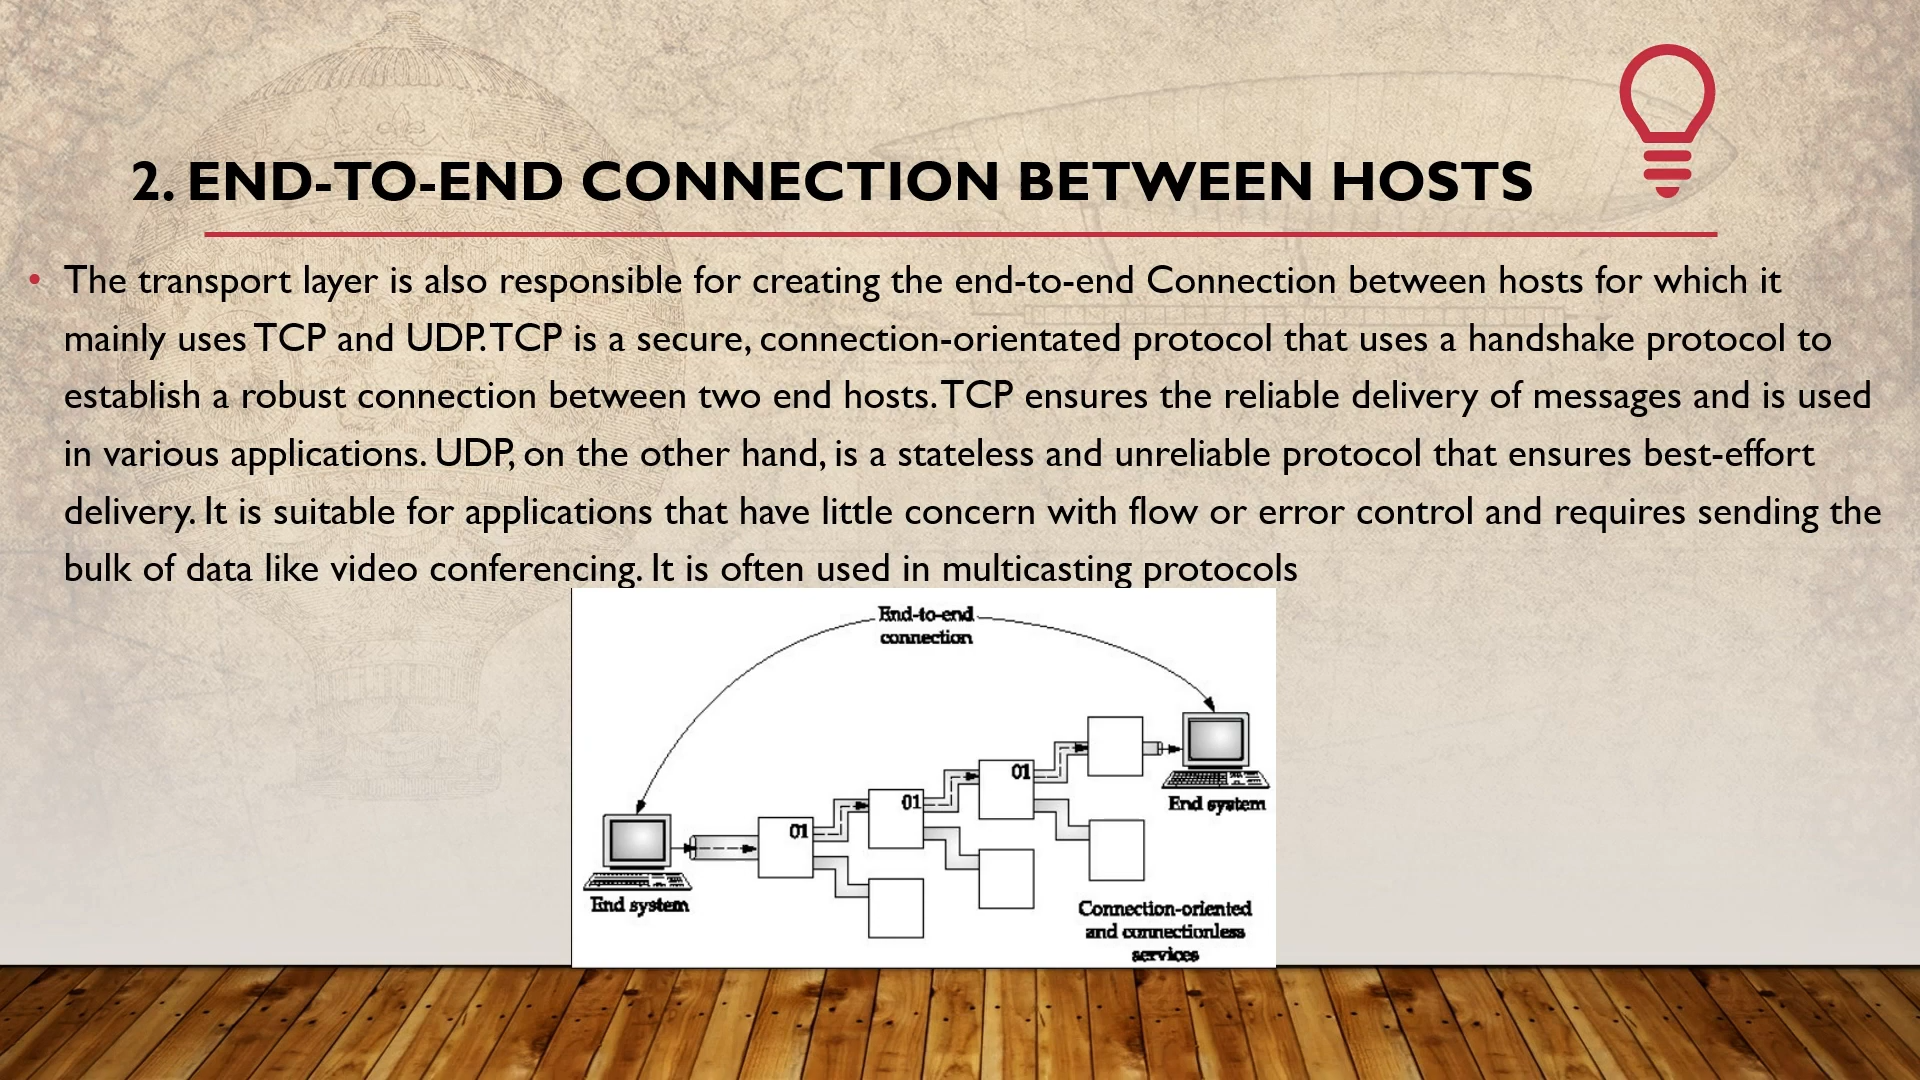 2. END-TO-END CONNECTION BETWEEN HOSTS
• The transport layer is also responsible for creating the end-to-end Connection between hosts for which it
mainly uses TCP and UDP. TCP is a secure, connection-orientated protocol that uses a handshake protocol to
establish a robust connection between two end hosts. TCP ensures the reliable delivery of messages and is used
in various applications. UDP, on the other hand, is a stateless and unreliable protocol that ensures best-effort
delivery. It is suitable for applications that have little concern with flow or error control and requires sending the
bulk of data like video conferencing. It is often used in multicasting protocols
End-to-end
connection
01
01
01
End system
End system
Connection-oriented
and connectionless
services